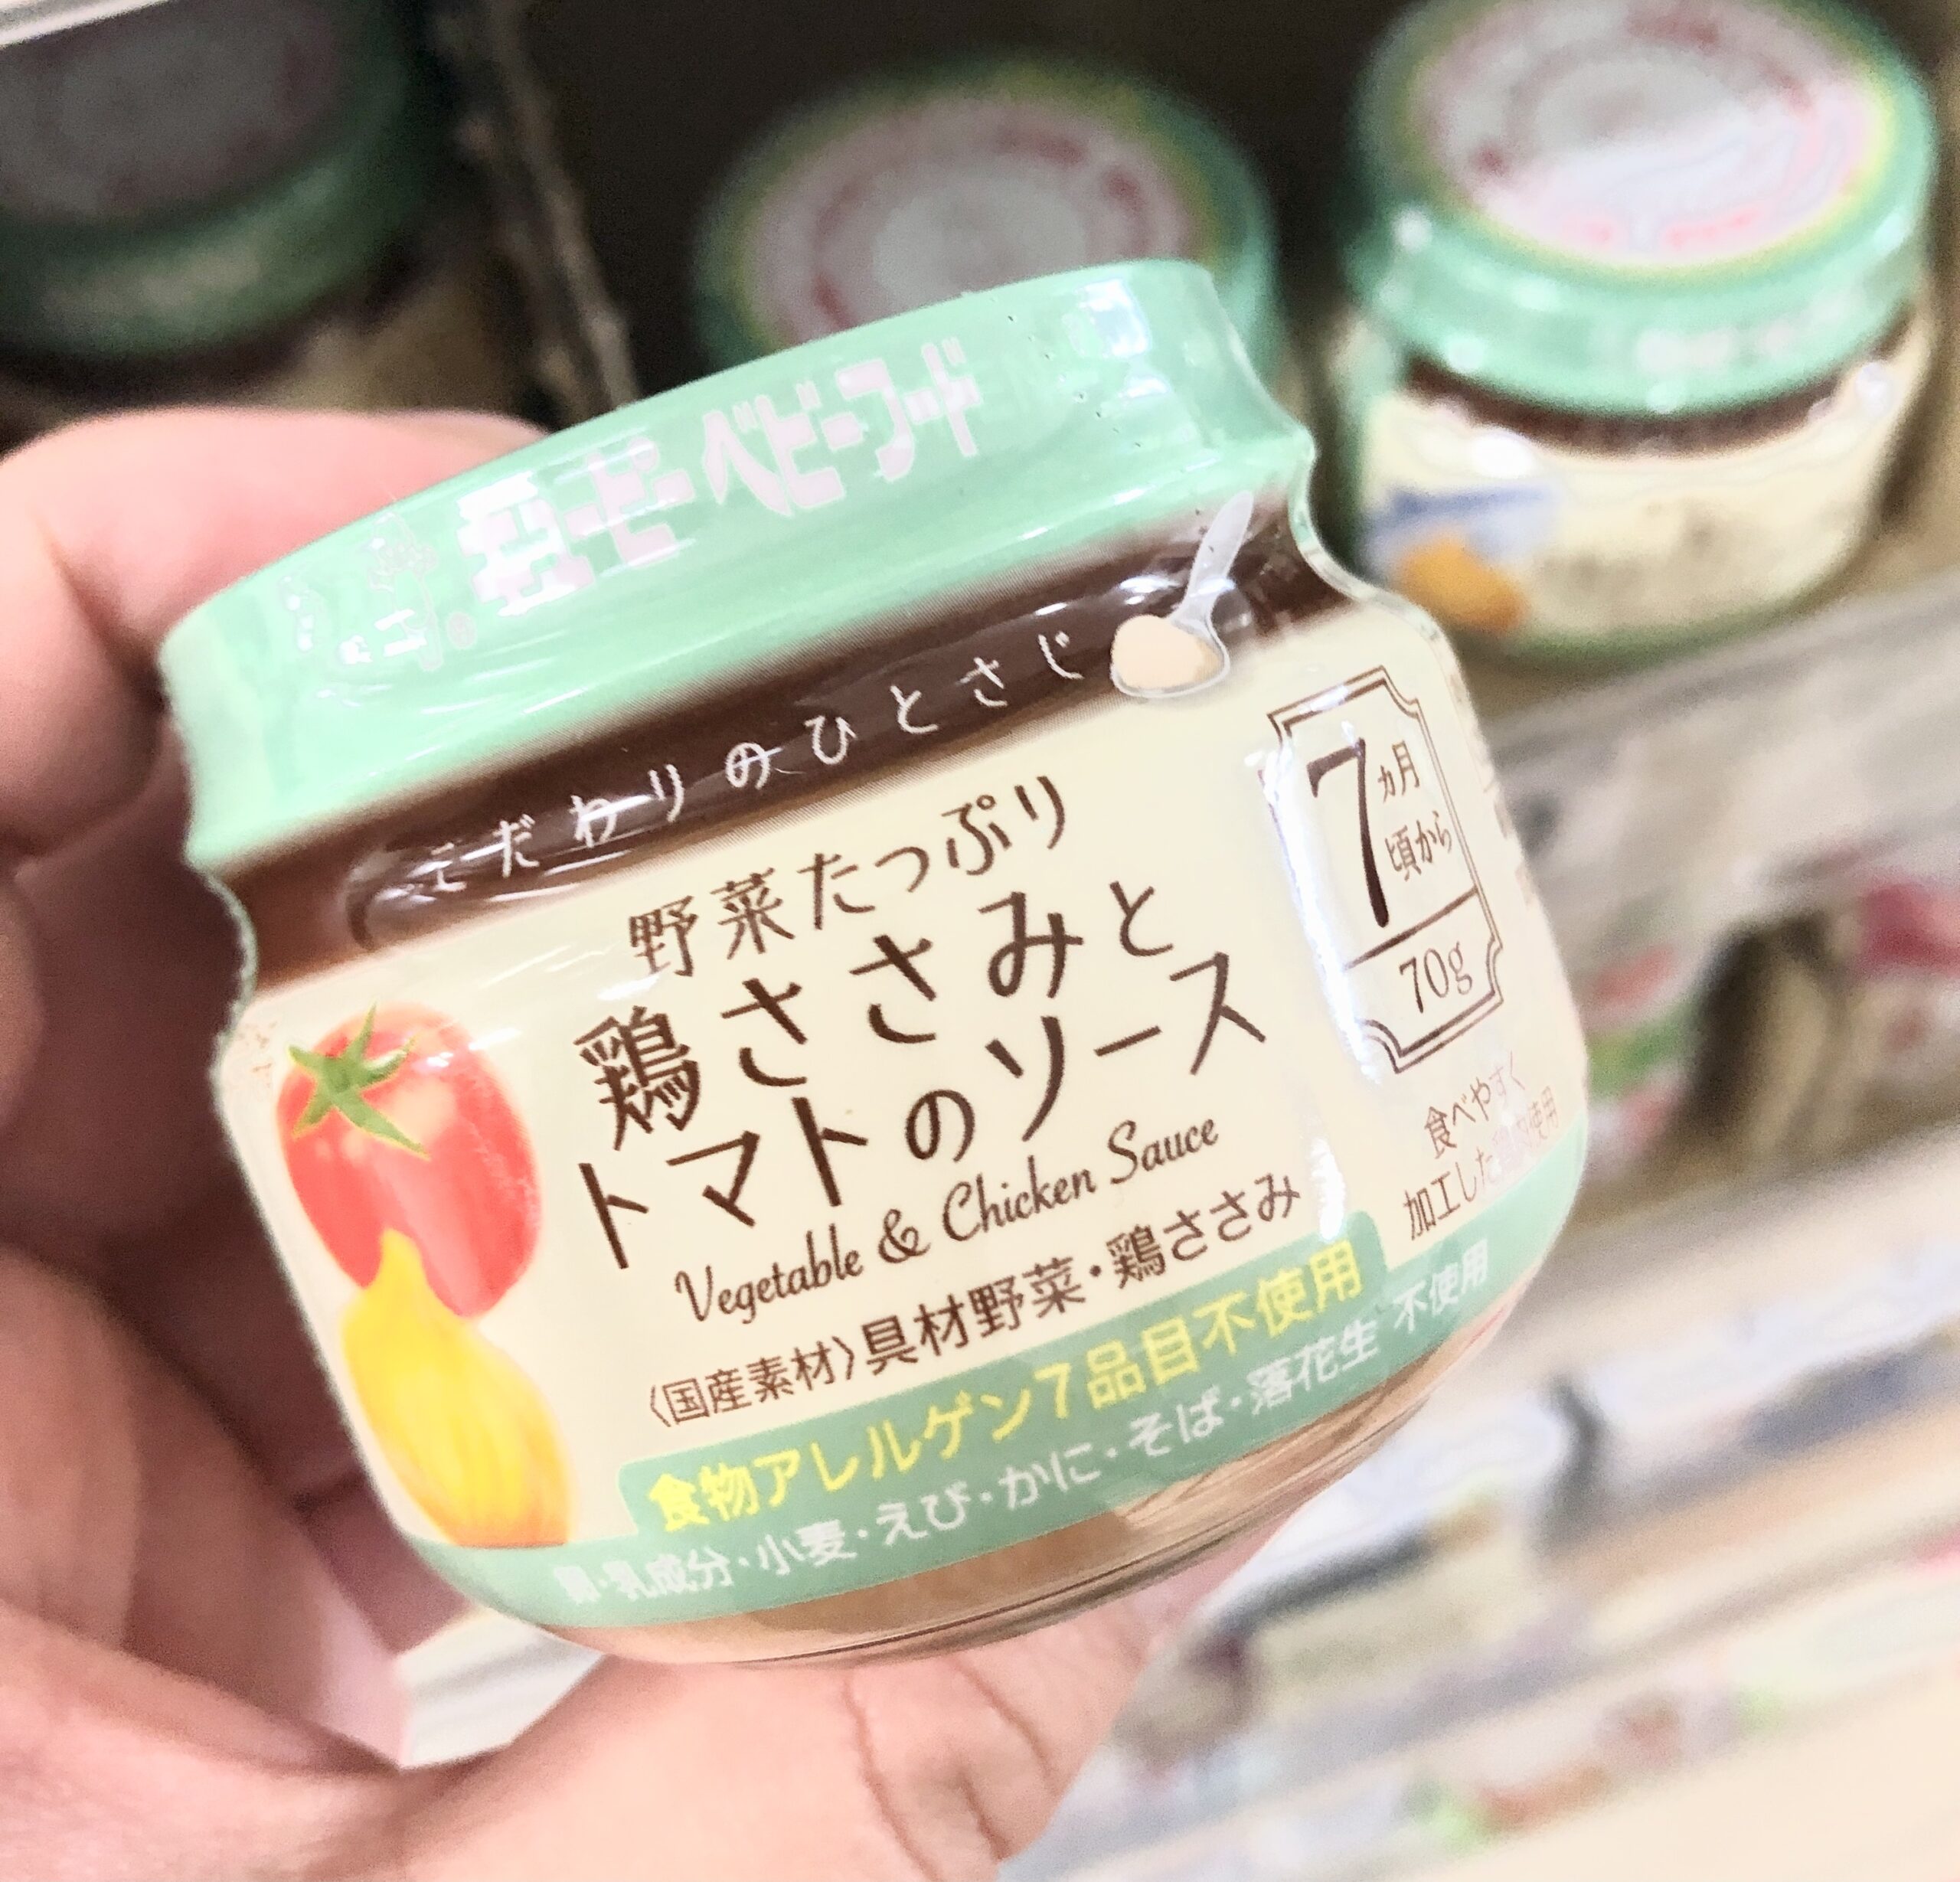 キユーピー ベビーフード
こだわりのひとさじ
野菜たっぷり
鶏ささみと
トマトのソース
Vegetable & Chicken Sauce
〈国産素材〉具材野菜・鶏ささみ
食物アレルゲン7品目不使用
卵・乳成分・小麦・えび・かに・そば・落花生 不使用
7ヵ月
頃から
70g
食べやすく
加工した鶏肉使用